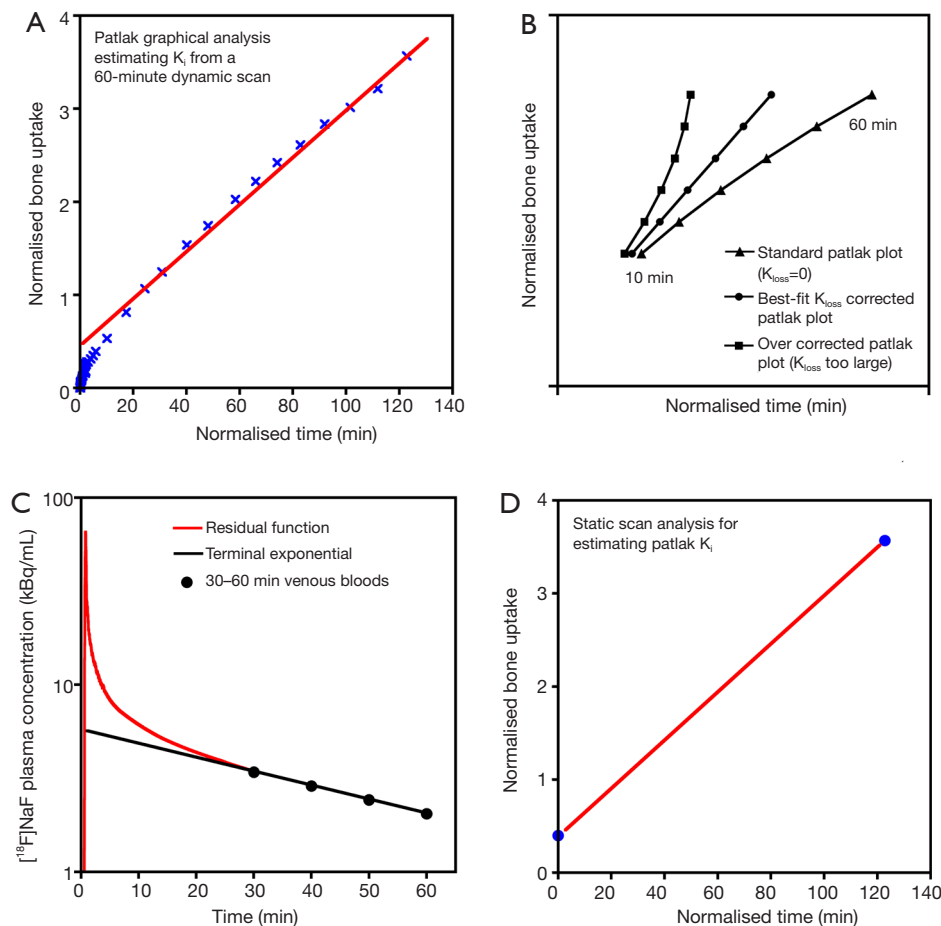 A
Patlak graphical analysis
estimating Ki from a
60-minute dynamic scan
Normalised bone uptake
4
3
2
1
0
0 20 40 60 80 100 120 140
Normalised time (min)
B
60 min
10 min
Standard patlak plot
(Kloss=0)
Best-fit Kloss corrected
patlak plot
Over corrected patlak
plot (Kloss too large)
Normalised time (min)
C
[18F]NaF plasma concentration (kBq/mL)
100
10
1
Residual function
Terminal exponential
30–60 min venous bloods
0 10 20 30 40 50 60
Time (min)
D
Static scan analysis for
estimating patlak Ki
Normalised bone uptake
4
3
2
1
0
0 20 40 60 80 100 120 140
Normalised time (min)